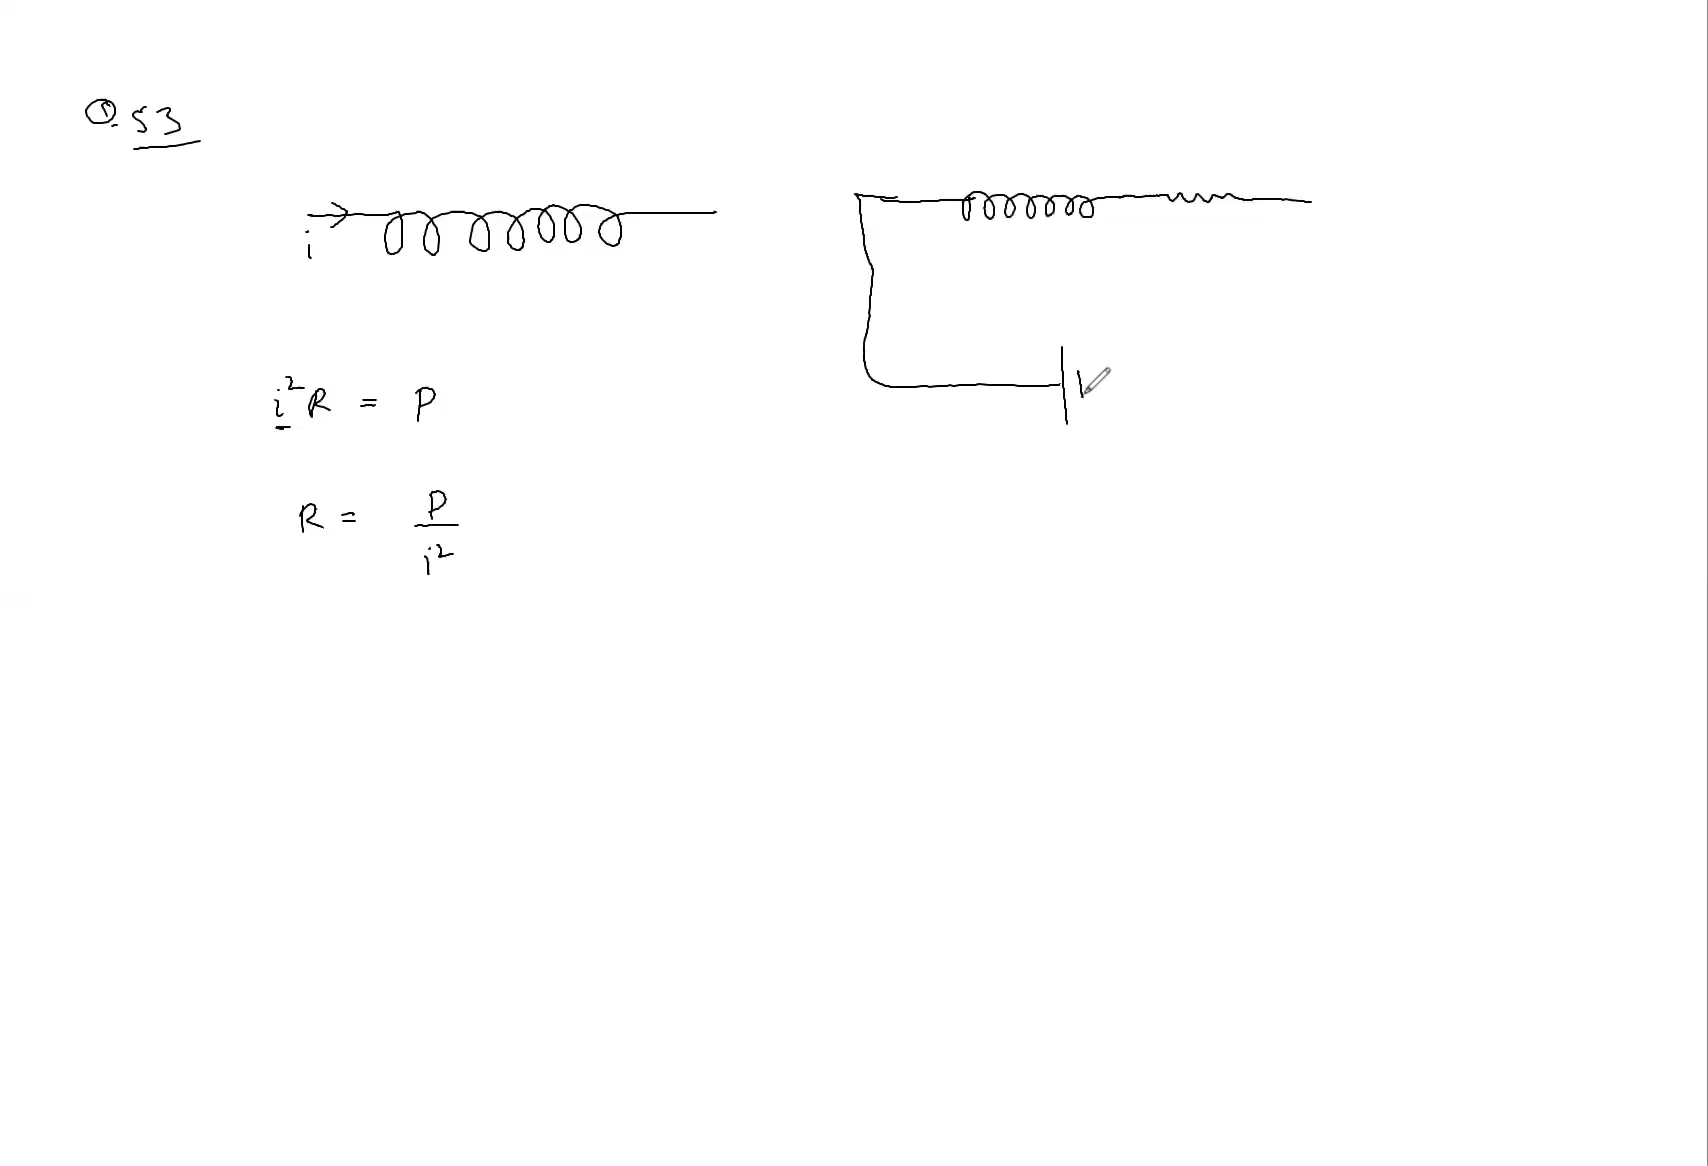 Q. 53
i
i²R = P
R = P/i²